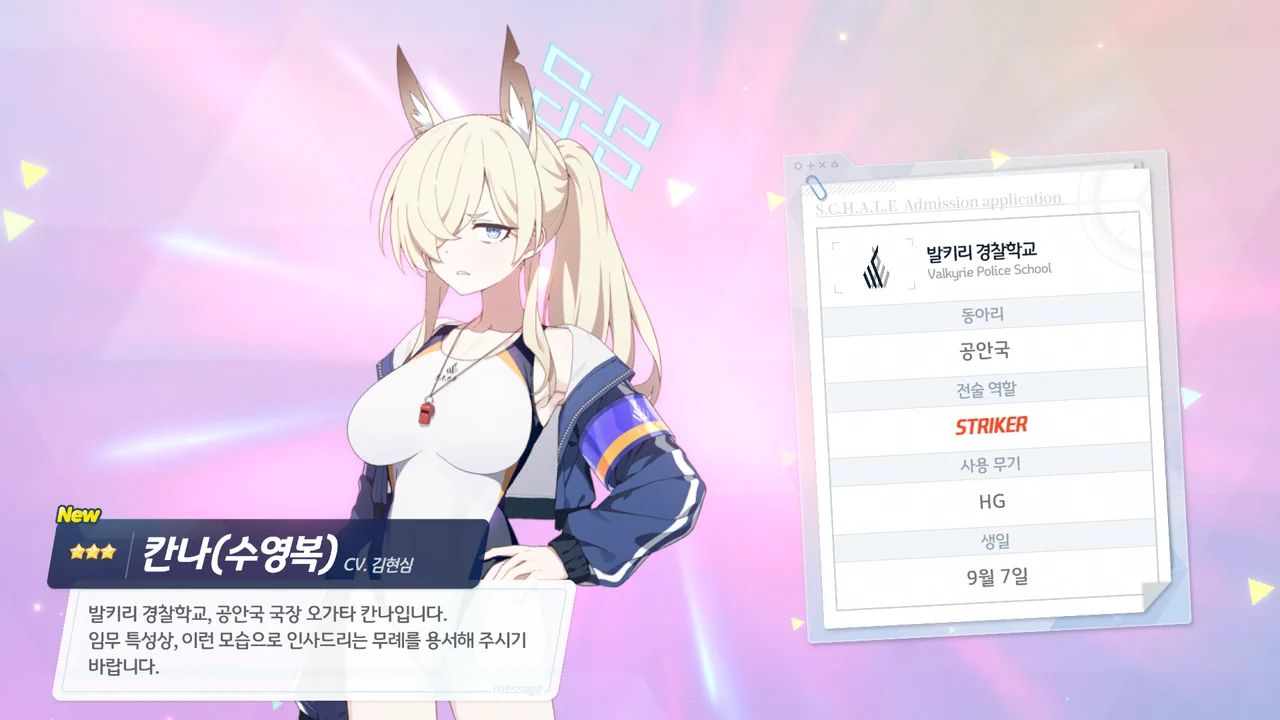 S.C.H.A.L.E Admission application
발키리 경찰학교
Valkyrie Police School
동아리
공안국
전술 역할
STRIKER
사용 무기
HG
생일
9월 7일
New
칸나(수영복) CV. 김현심
발키리 경찰학교, 공안국 국장 오가타 칸나입니다.
임무 특성상, 이런 모습으로 인사드리는 무례를 용서해 주시기
바랍니다.
message